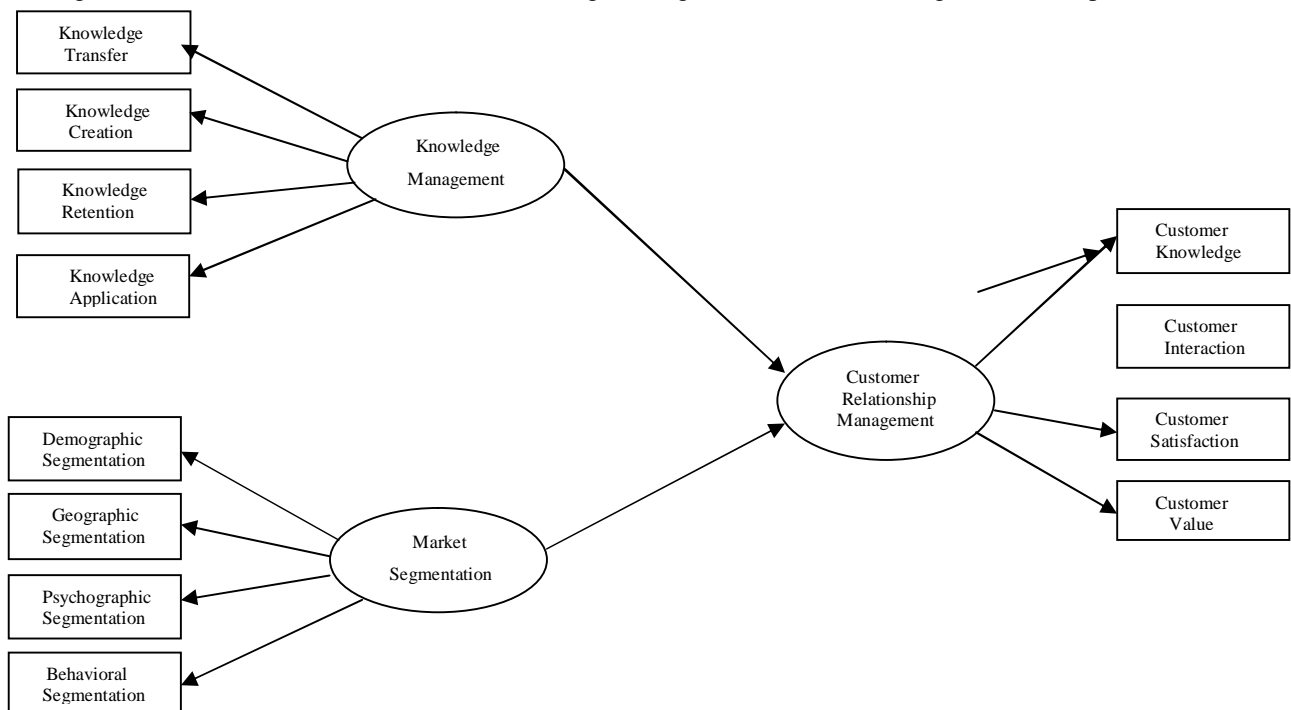 Knowledge
Transfer
Knowledge
Creation
Knowledge
Retention
Knowledge
Application
Knowledge
Management
Customer
Knowledge
Customer
Interaction
Customer
Relationship
Management
Customer
Satisfaction
Customer
Value
Demographic
Segmentation
Geographic
Segmentation
Psychographic
Segmentation
Behavioral
Segmentation
Market
Segmentation